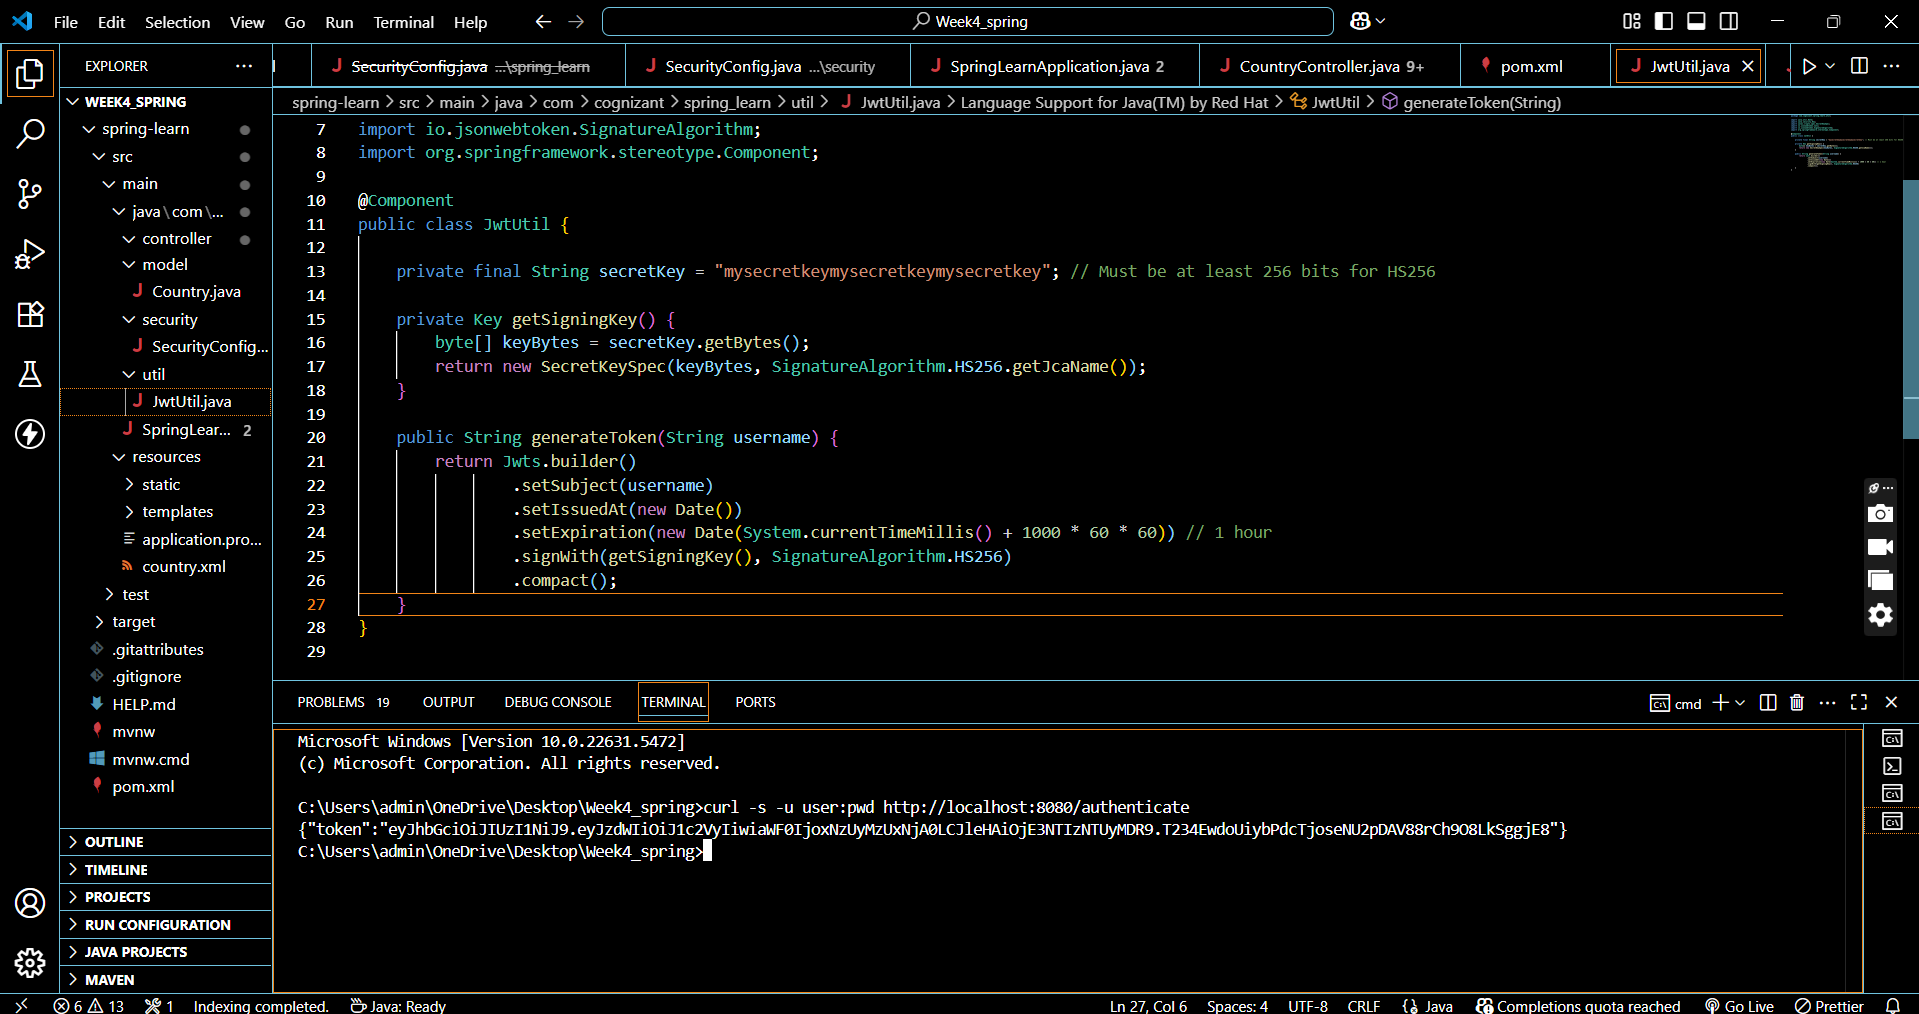 File Edit Selection View Go Run Terminal Help
Week4_spring
EXPLORER
SecurityConfig.java ...\spring_learn
SecurityConfig.java ...\security
SpringLearnApplication.java 2
CountryController.java 9+
pom.xml
JwtUtil.java
spring-learn > src > main > java > com > cognizant > spring_learn > util > JwtUtil.java > Language Support for Java(TM) by Red Hat > JwtUtil > generateToken(String)
WEEK4_SPRING
spring-learn
src
main
java\com\...
controller
model
Country.java
security
SecurityConfig...
util
JwtUtil.java
SpringLear... 2
resources
static
templates
application.pro...
country.xml
test
target
.gitattributes
.gitignore
HELP.md
mvnw
mvnw.cmd
pom.xml
OUTLINE
TIMELINE
PROJECTS
RUN CONFIGURATION
JAVA PROJECTS
MAVEN
7 import io.jsonwebtoken.SignatureAlgorithm;
8 import org.springframework.stereotype.Component;
9
10 @Component
11 public class JwtUtil {
12
13 private final String secretKey = "mysecretkeymysecretkeymysecretkey"; // Must be at least 256 bits for HS256
14
15 private Key getSigningKey() {
16 byte[] keyBytes = secretKey.getBytes();
17 return new SecretKeySpec(keyBytes, SignatureAlgorithm.HS256.getJcaName());
18 }
19
20 public String generateToken(String username) {
21 return Jwts.builder()
22 .setSubject(username)
23 .setIssuedAt(new Date())
24 .setExpiration(new Date(System.currentTimeMillis() + 1000 * 60 * 60)) // 1 hour
25 .signWith(getSigningKey(), SignatureAlgorithm.HS256)
26 .compact();
27 }
28 }
29
PROBLEMS 19 OUTPUT DEBUG CONSOLE TERMINAL PORTS
cmd
Microsoft Windows [Version 10.0.22631.5472]
(c) Microsoft Corporation. All rights reserved.
C:\Users\admin\OneDrive\Desktop\Week4_spring>curl -s -u user:pwd http://localhost:8080/authenticate
{"token":"eyJhbGciOiJIUzI1NiJ9.eyJzdWIiOiJ1c2VyIiwiaWF0IjoxNzUyMzUxNjA0LCJleHAiOjE3NTIzNTUyMDR9.T234EwdoUiybPdcTjoseNU2pDAV88rCh9O8LkSggjE8"}
C:\Users\admin\OneDrive\Desktop\Week4_spring>
6 13 1 Indexing completed. Java: Ready
Ln 27, Col 6 Spaces: 4 UTF-8 CRLF {} Java Completions quota reached Go Live Prettier